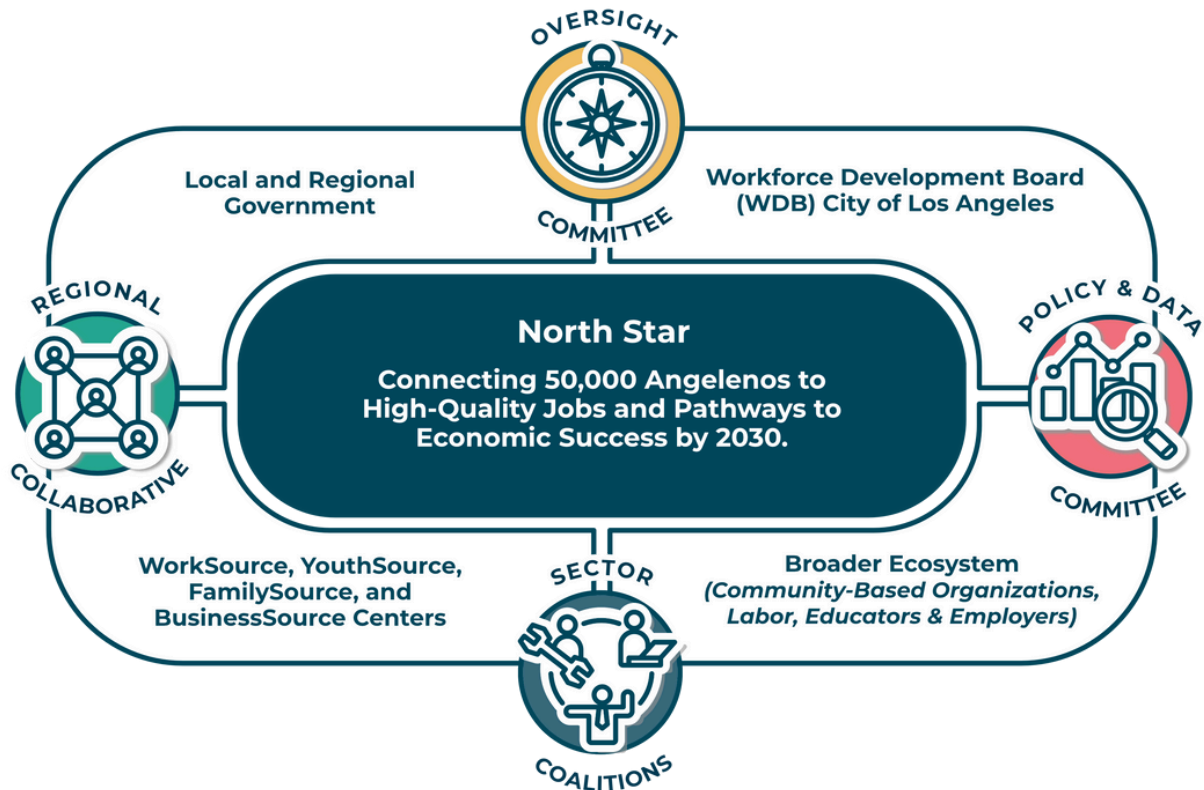 OVERSIGHT
COMMITTEE
Local and Regional
Government
Workforce Development Board
(WDB) City of Los Angeles
REGIONAL
COLLABORATIVE
North Star
Connecting 50,000 Angelenos to
High-Quality Jobs and Pathways to
Economic Success by 2030.
POLICY & DATA
COMMITTEE
WorkSource, YouthSource,
FamilySource, and
BusinessSource Centers
SECTOR
COALITIONS
Broader Ecosystem
(Community-Based Organizations,
Labor, Educators & Employers)